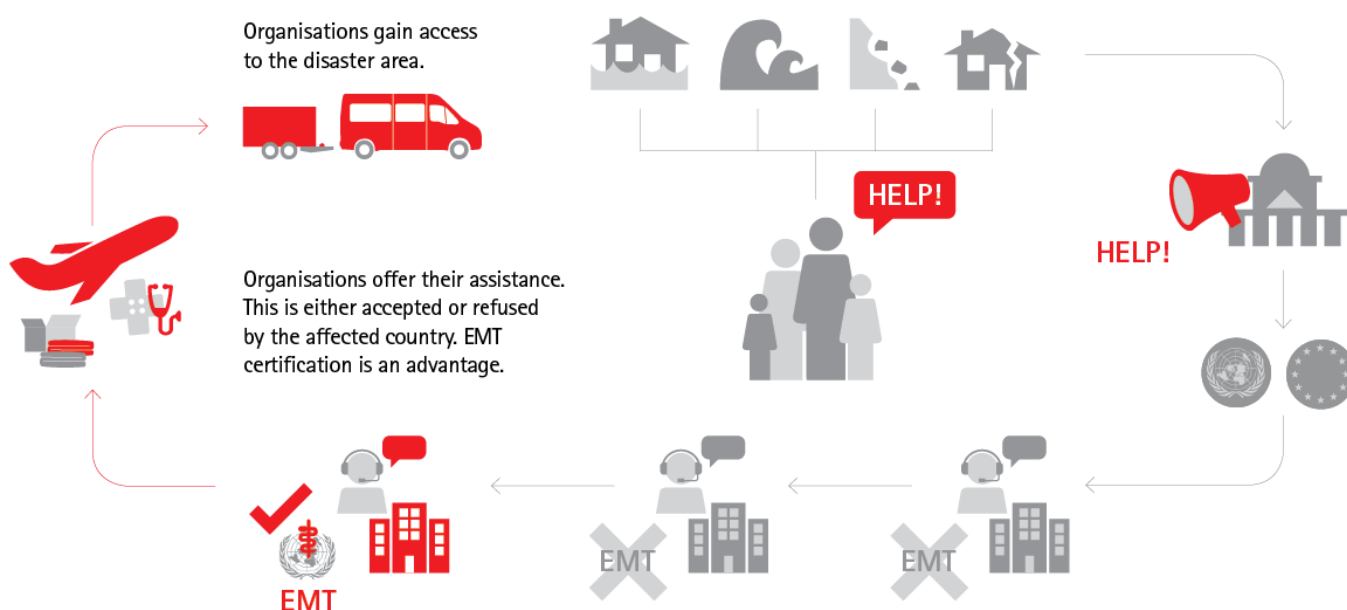 Organisations gain access
to the disaster area.
HELP!
HELP!
Organisations offer their assistance.
This is either accepted or refused
by the affected country. EMT
certification is an advantage.
EMT
EMT
EMT